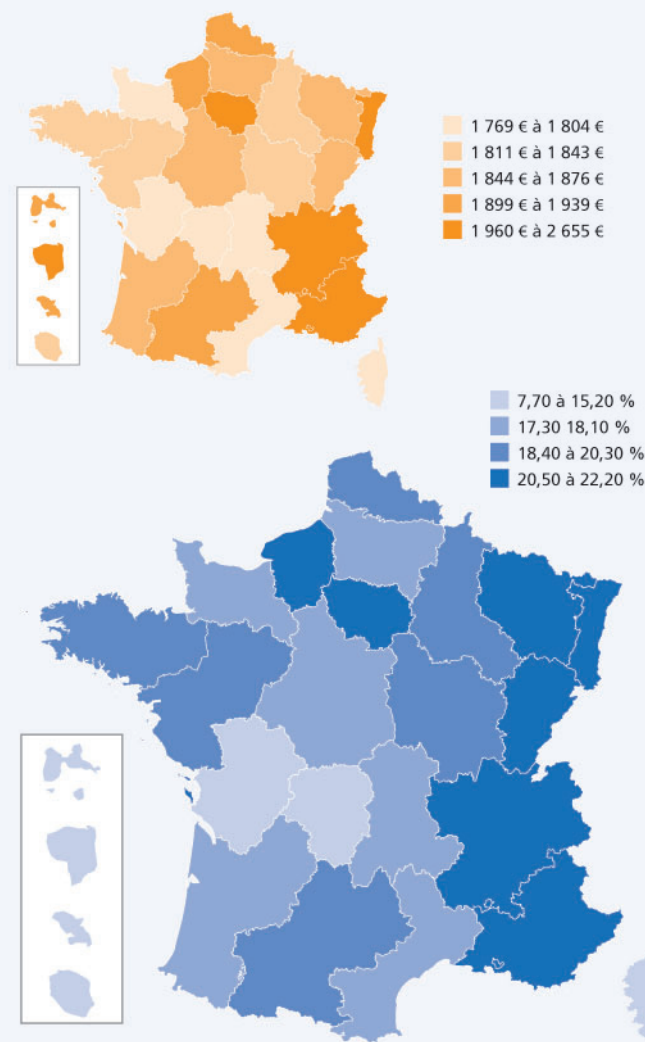 1 769 € à 1 804 €
1 811 € à 1 843 €
1 844 € à 1 876 €
1 899 € à 1 939 €
1 960 € à 2 655 €
7,70 à 15,20 %
17,30 18,10 %
18,40 à 20,30 %
20,50 à 22,20 %